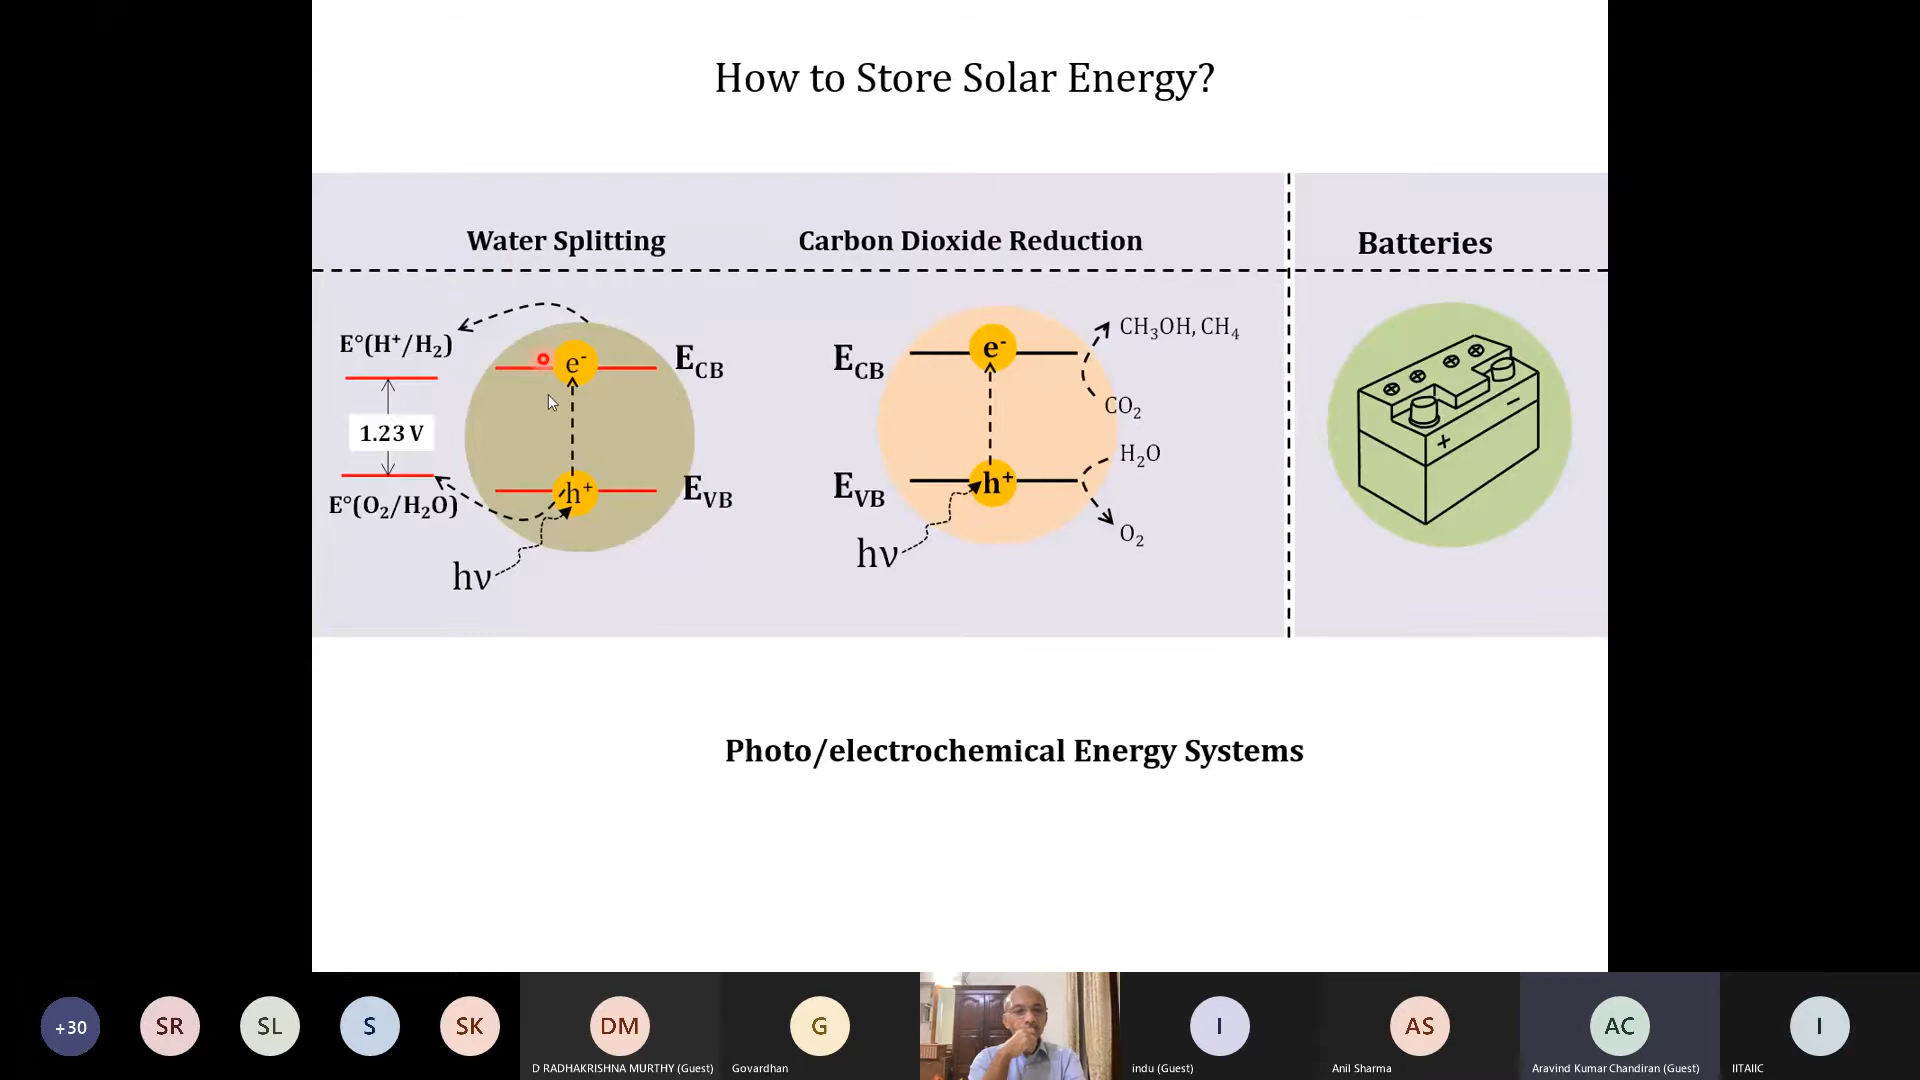 How to Store Solar Energy?
Water Splitting
Carbon Dioxide Reduction
Batteries
E°(H⁺/H₂)
1.23 V
E°(O₂/H₂O)
e⁻
E_CB
h⁺
E_VB
hν
E_CB
e⁻
CH₃OH, CH₄
CO₂
H₂O
E_VB
h⁺
O₂
hν
+
−
Photo/electrochemical Energy Systems
+30
SR
SL
S
SK
DM
D RADHAKRISHNA MURTHY (Guest)
G
Govardhan
I
indu (Guest)
AS
Anil Sharma
AC
Aravind Kumar Chandiran (Guest)
I
IITAIIC